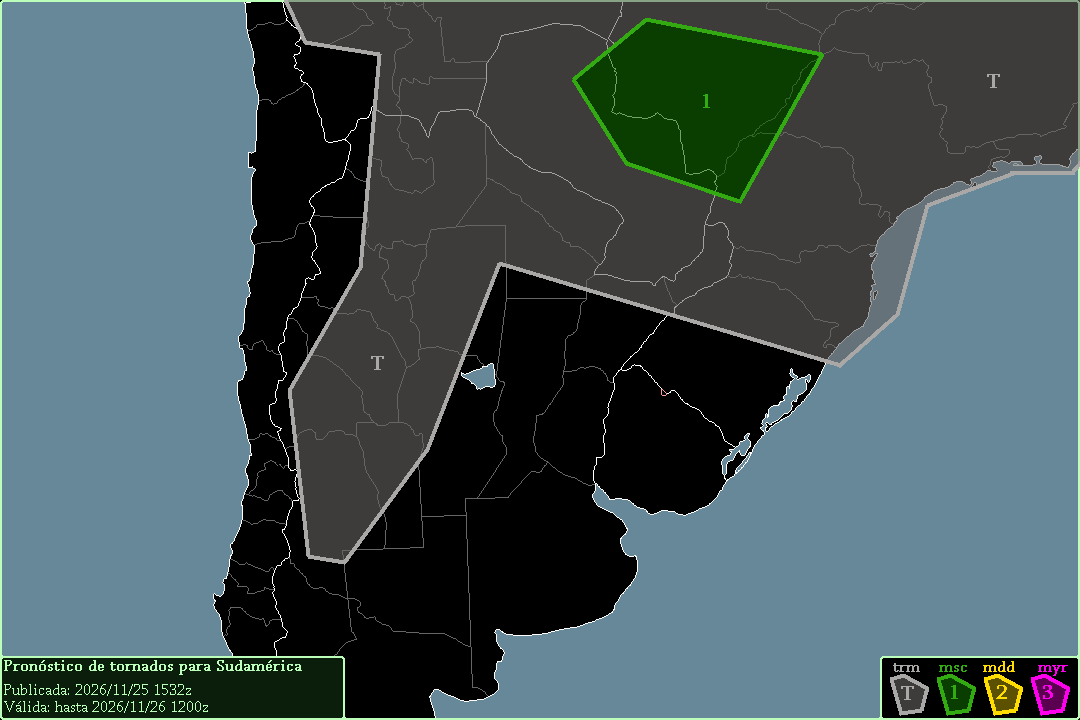 T
1
T
Pronóstico de tornados para Sudamérica
Publicada: 2026/11/25 1532z
Válida: hasta 2026/11/26 1200z
trm msc mdd myr
T 1 2 3